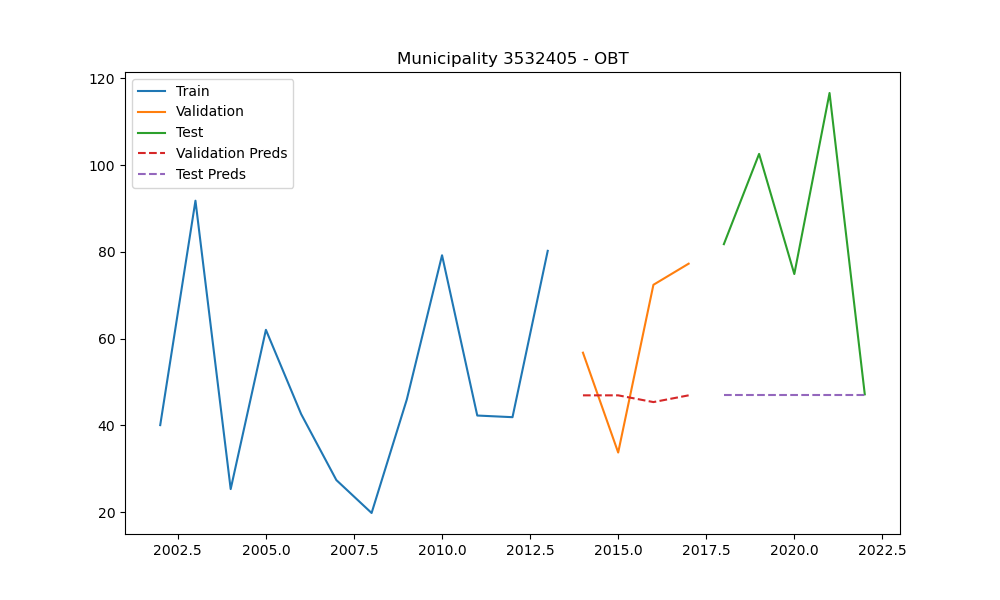 Municipality 3532405 - OBT
Train
Validation
Test
Validation Preds
Test Preds
120
100
80
60
40
20
2002.5 2005.0 2007.5 2010.0 2012.5 2015.0 2017.5 2020.0 2022.5